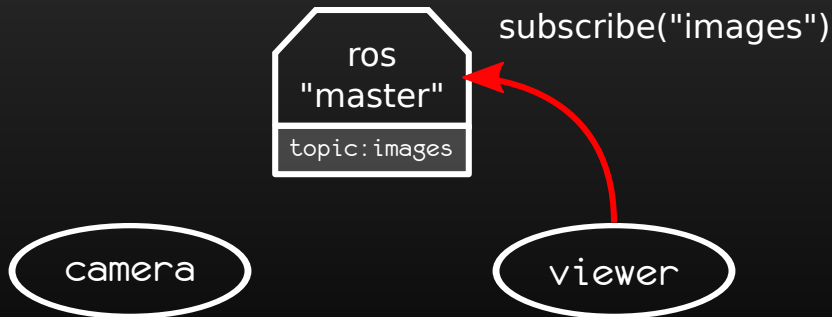 subscribe("images")
ros
"master"
topic:images
camera
viewer